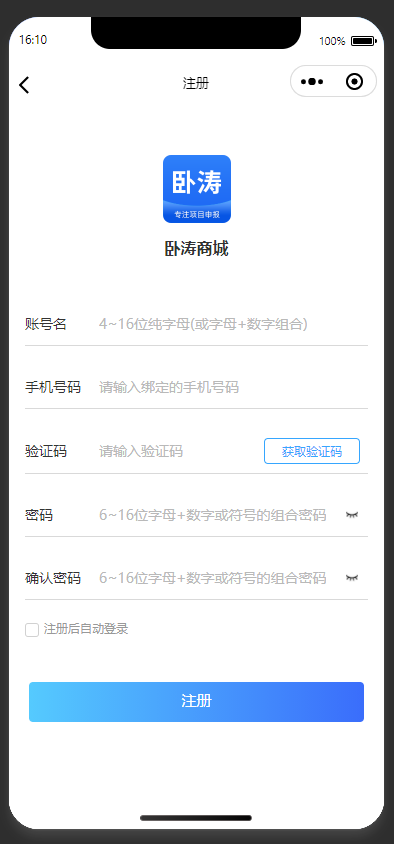 16:10
100%
注册
卧涛
专注项目申报
卧涛商城
账号名 4~16位纯字母(或字母+数字组合)
手机号码 请输入绑定的手机号码
验证码 请输入验证码 获取验证码
密码 6~16位字母+数字或符号的组合密码
确认密码 6~16位字母+数字或符号的组合密码
注册后自动登录
注册